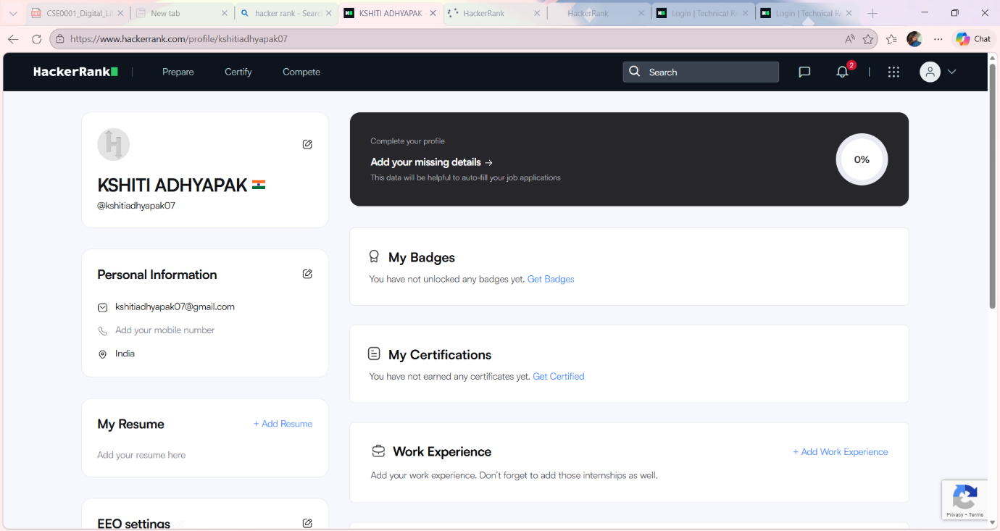 CSE0001_Digital_Lit
New tab
hacker rank - Search
KSHITI ADHYAPAK
HackerRank
HackerRank
Login | Technical Re
Login | Technical Re
https://www.hackerrank.com/profile/kshitiadhyapak07
Chat
HackerRank
Prepare
Certify
Compete
Search
2
KSHITI ADHYAPAK
@kshitiadhyapak07
Complete your profile
Add your missing details →
This data will be helpful to auto-fill your job applications
0%
Personal Information
kshitiadhyapak07@gmail.com
Add your mobile number
India
My Badges
You have not unlocked any badges yet. Get Badges
My Certifications
You have not earned any certificates yet. Get Certified
My Resume
+ Add Resume
Add your resume here
Work Experience
+ Add Work Experience
Add your work experience. Don't forget to add those internships as well.
EEO settings
Privacy - Terms